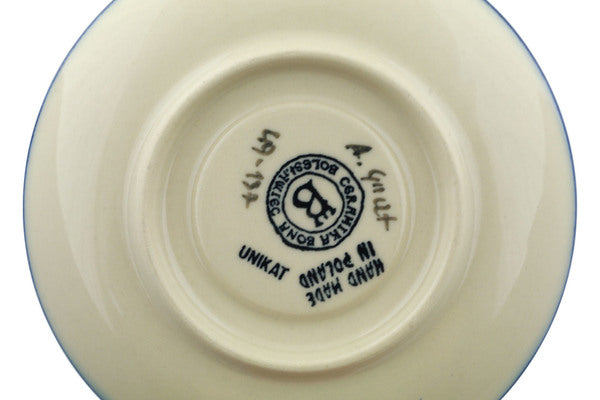 BOLESŁAWIEC CERAMIKA BONA
UNIKAT
HAND MADE
IN POLAND